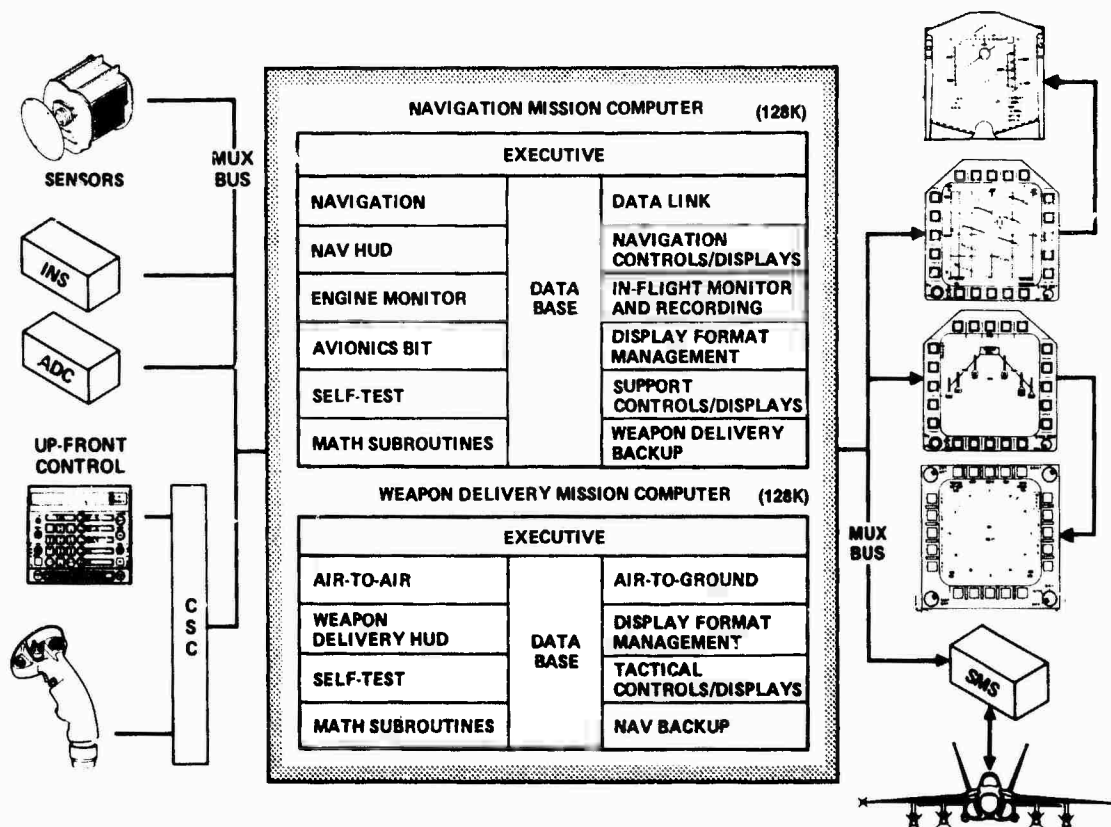 SENSORS
MUX
BUS
INS
ADC
UP-FRONT
CONTROL
C
S
C
NAVIGATION MISSION COMPUTER (128K)
EXECUTIVE
NAVIGATION
NAV HUD
ENGINE MONITOR
AVIONICS BIT
SELF-TEST
MATH SUBROUTINES
DATA
BASE
DATA LINK
NAVIGATION
CONTROLS/DISPLAYS
IN-FLIGHT MONITOR
AND RECORDING
DISPLAY FORMAT
MANAGEMENT
SUPPORT
CONTROLS/DISPLAYS
WEAPON DELIVERY
BACKUP
WEAPON DELIVERY MISSION COMPUTER (128K)
EXECUTIVE
AIR-TO-AIR
WEAPON
DELIVERY HUD
SELF-TEST
MATH SUBROUTINES
DATA
BASE
AIR-TO-GROUND
DISPLAY FORMAT
MANAGEMENT
TACTICAL
CONTROLS/DISPLAYS
NAV BACKUP
MUX
BUS
SMS